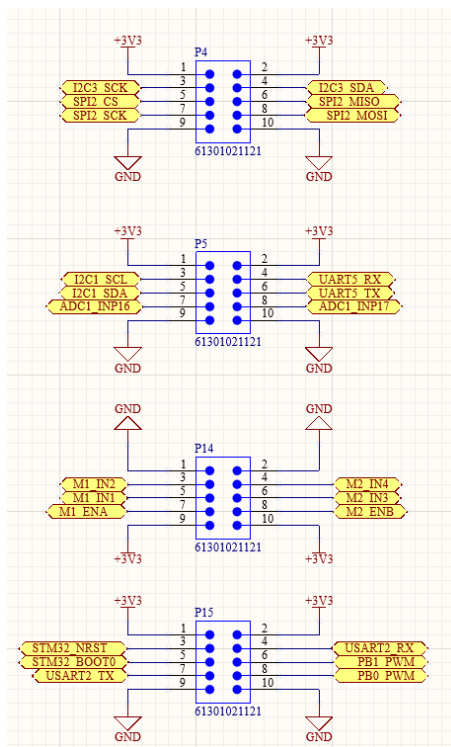 +3V3 +3V3
P4
1 2
I2C3_SCK 3 4 I2C3_SDA
SPI2_CS 5 6 SPI2_MISO
SPI2_SCK 7 8 SPI2_MOSI
9 10
61301021121
GND GND
+3V3 +3V3
P5
1 2
I2C1_SCL 3 4 UART5_RX
I2C1_SDA 5 6 UART5_TX
ADC1_INP16 7 8 ADC1_INP17
9 10
61301021121
GND GND
GND GND
P14
1 2
M1_IN2 3 4 M2_IN4
M1_IN1 5 6 M2_IN3
M1_ENA 7 8 M2_ENB
9 10
61301021121
+3V3 +3V3
+3V3 +3V3
P15
1 2
STM32_NRST 3 4 USART2_RX
STM32_BOOT0 5 6 PB1_PWM
USART2_TX 7 8 PB0_PWM
9 10
61301021121
GND GND